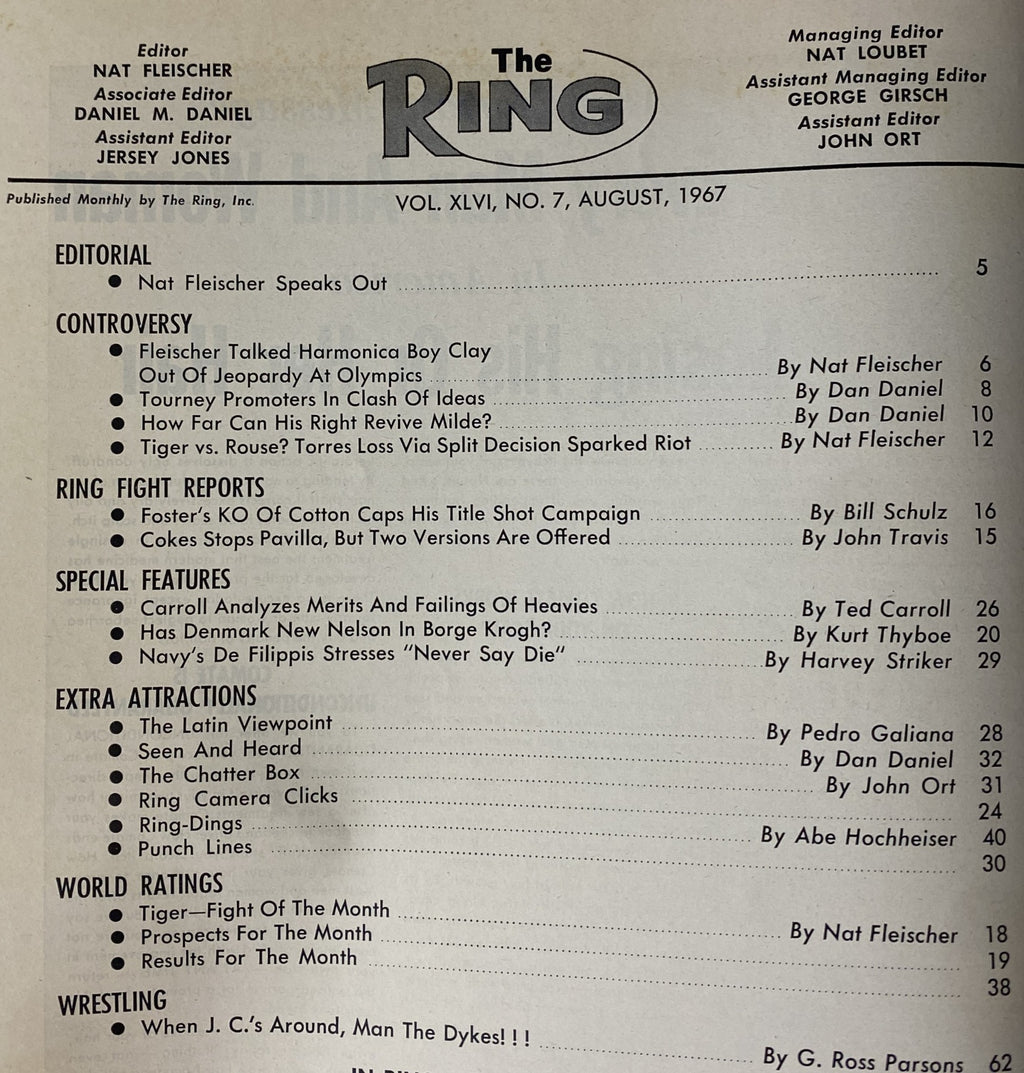 Editor
NAT FLEISCHER
Associate Editor
DANIEL M. DANIEL
Assistant Editor
JERSEY JONES
The
RING
Managing Editor
NAT LOUBET
Assistant Managing Editor
GEORGE GIRSCH
Assistant Editor
JOHN ORT
Published Monthly by The Ring, Inc.
VOL. XLVI, NO. 7, AUGUST, 1967
EDITORIAL
● Nat Fleischer Speaks Out 5
CONTROVERSY
● Fleischer Talked Harmonica Boy Clay
Out Of Jeopardy At Olympics By Nat Fleischer 6
● Tourney Promoters In Clash Of Ideas By Dan Daniel 8
● How Far Can His Right Revive Milde? By Dan Daniel 10
● Tiger vs. Rouse? Torres Loss Via Split Decision Sparked Riot By Nat Fleischer 12
RING FIGHT REPORTS
● Foster's KO Of Cotton Caps His Title Shot Campaign By Bill Schulz 16
● Cokes Stops Pavilla, But Two Versions Are Offered By John Travis 15
SPECIAL FEATURES
● Carroll Analyzes Merits And Failings Of Heavies By Ted Carroll 26
● Has Denmark New Nelson In Borge Krogh? By Kurt Thyboe 20
● Navy's De Filippis Stresses "Never Say Die" By Harvey Striker 29
EXTRA ATTRACTIONS
● The Latin Viewpoint By Pedro Galiana 28
● Seen And Heard By Dan Daniel 32
● The Chatter Box By John Ort 31
● Ring Camera Clicks 24
● Ring-Dings By Abe Hochheiser 40
● Punch Lines 30
WORLD RATINGS
● Tiger—Fight Of The Month By Nat Fleischer 18
● Prospects For The Month 19
● Results For The Month 38
WRESTLING
● When J. C.'s Around, Man The Dykes! ! ! By G. Ross Parsons 62